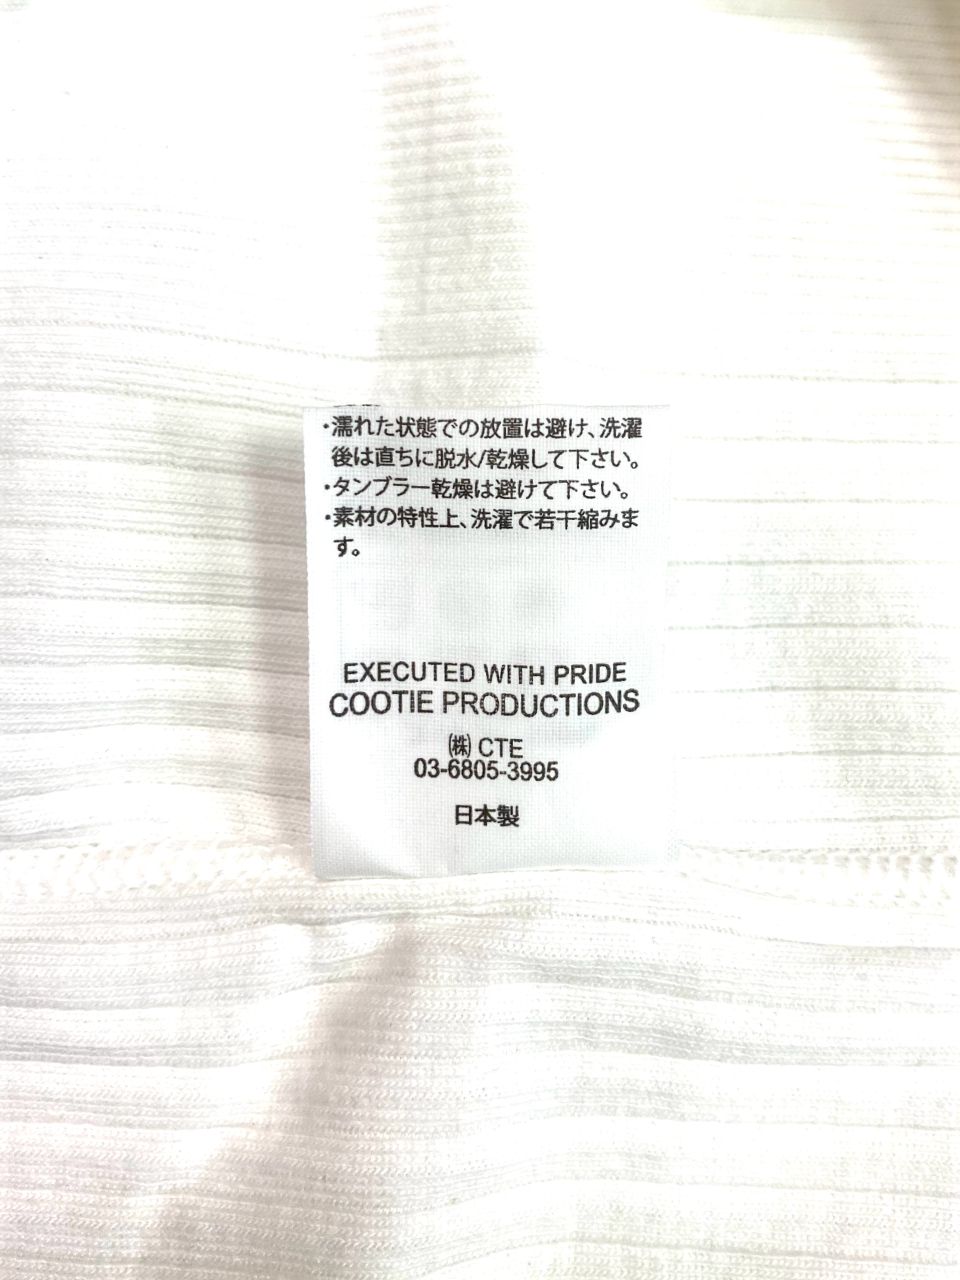 ・濡れた状態での放置は避け、洗濯
後は直ちに脱水/乾燥して下さい。
・タンブラー乾燥は避けて下さい。
・素材の特性上、洗濯で若干縮みま
す。
EXECUTED WITH PRIDE
COOTIE PRODUCTIONS
㈱ CTE
03-6805-3995
日本製